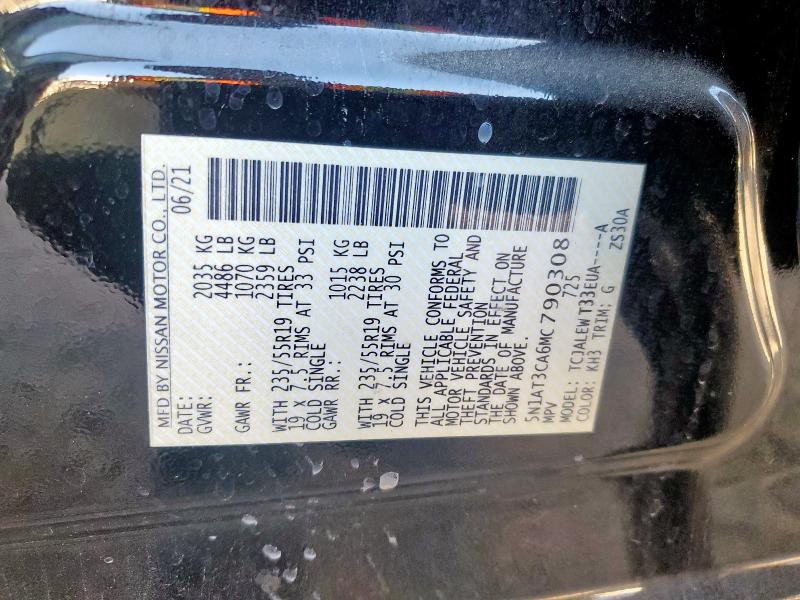 MFD BY NISSAN MOTOR CO., LTD.
DATE: 06/21
GVWR: 2035 KG
4486 LB
GAWR FR.: 1070 KG
2359 LB
WITH 235/55R19 TIRES
19 X 7.5 RIMS AT 33 PSI
COLD SINGLE
GAWR RR.: 1015 KG
2238 LB
WITH 235/55R19 TIRES
19 X 7.5 RIMS AT 30 PSI
COLD SINGLE
THIS VEHICLE CONFORMS TO
ALL APPLICABLE FEDERAL
MOTOR VEHICLE SAFETY AND
THEFT PREVENTION
STANDARDS IN EFFECT ON
THE DATE OF MANUFACTURE
SHOWN ABOVE.
5N1AT3CA6MC790308
MPV 725
MODEL: TCJALEWT33EUA----A
COLOR: KH3 TRIM: G ZS30A